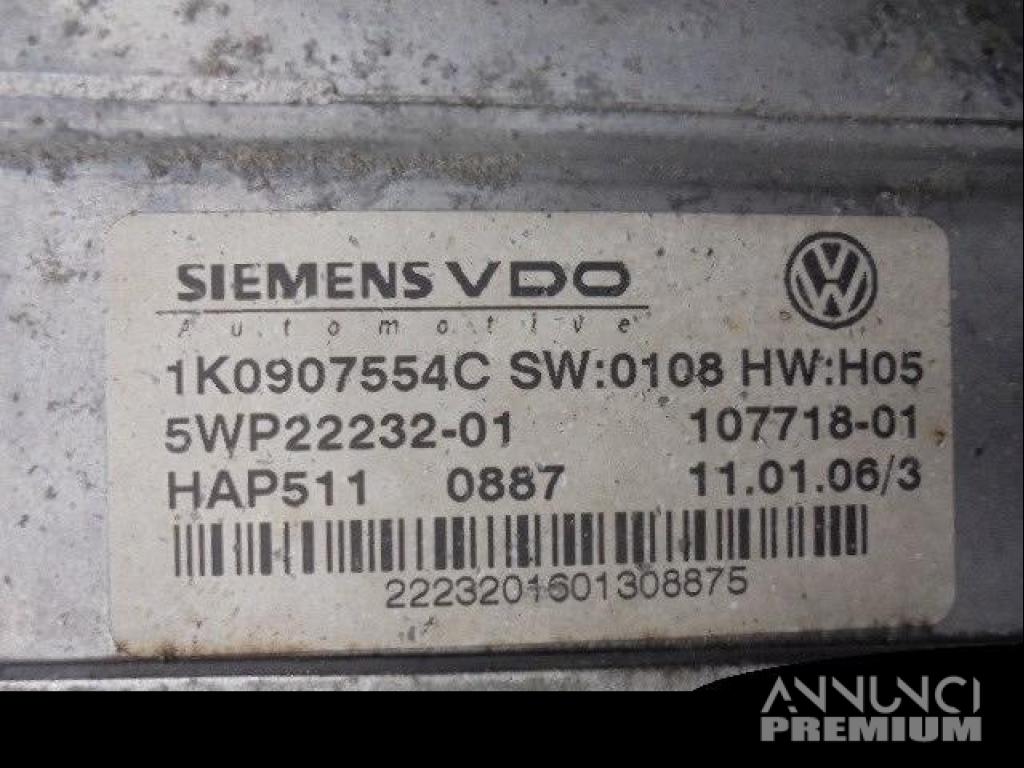 SIEMENS VDO
Automotive
1K0907554C SW:0108 HW:H05
5WP22232-01 107718-01
HAP511 0887 11.01.06/3
2223201601308875
ANNUNCI
PREMIUM